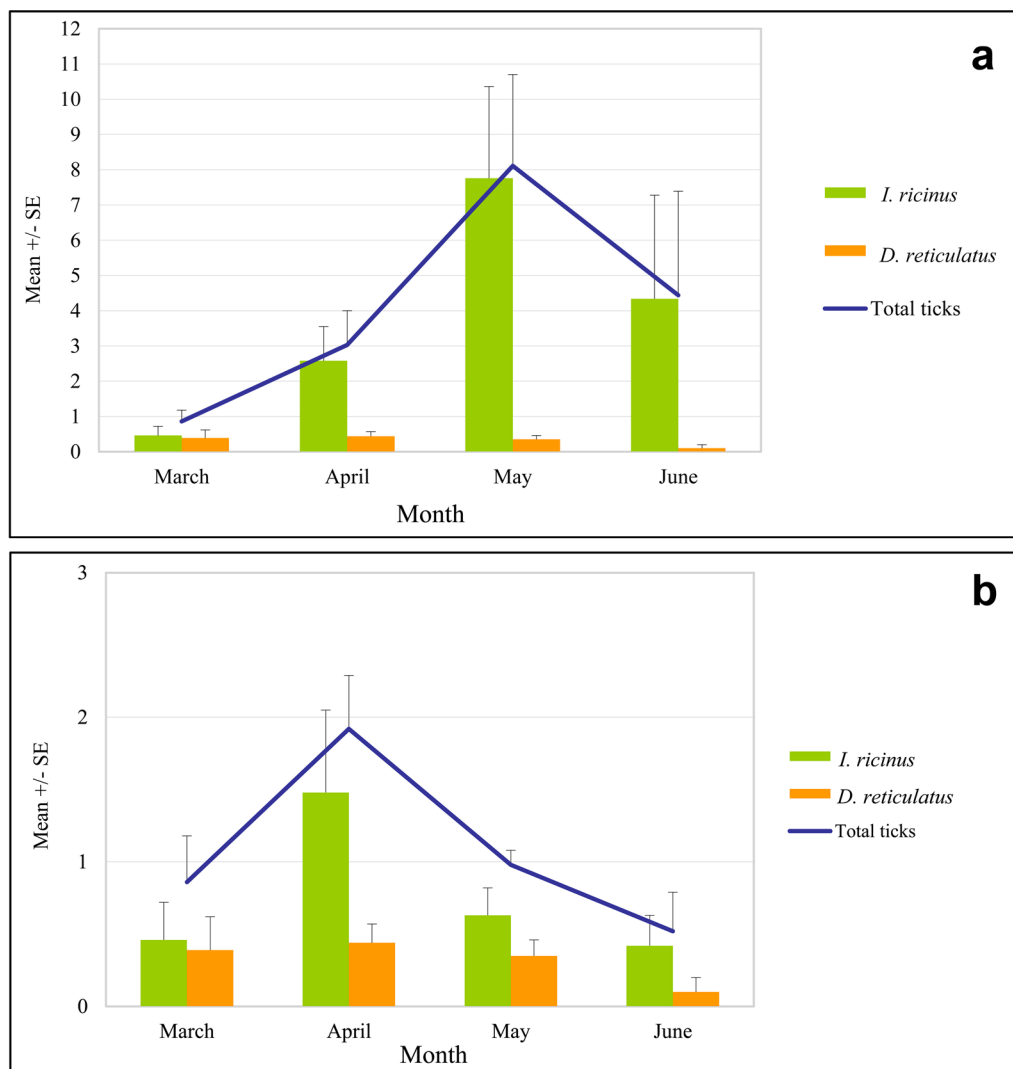 a
12
11
10
9
8
7
6
5
4
3
2
1
0
Mean +/- SE
March April May June
Month
I. ricinus
D. reticulatus
Total ticks
b
3
2
1
0
Mean +/- SE
March April May June
Month
I. ricinus
D. reticulatus
Total ticks